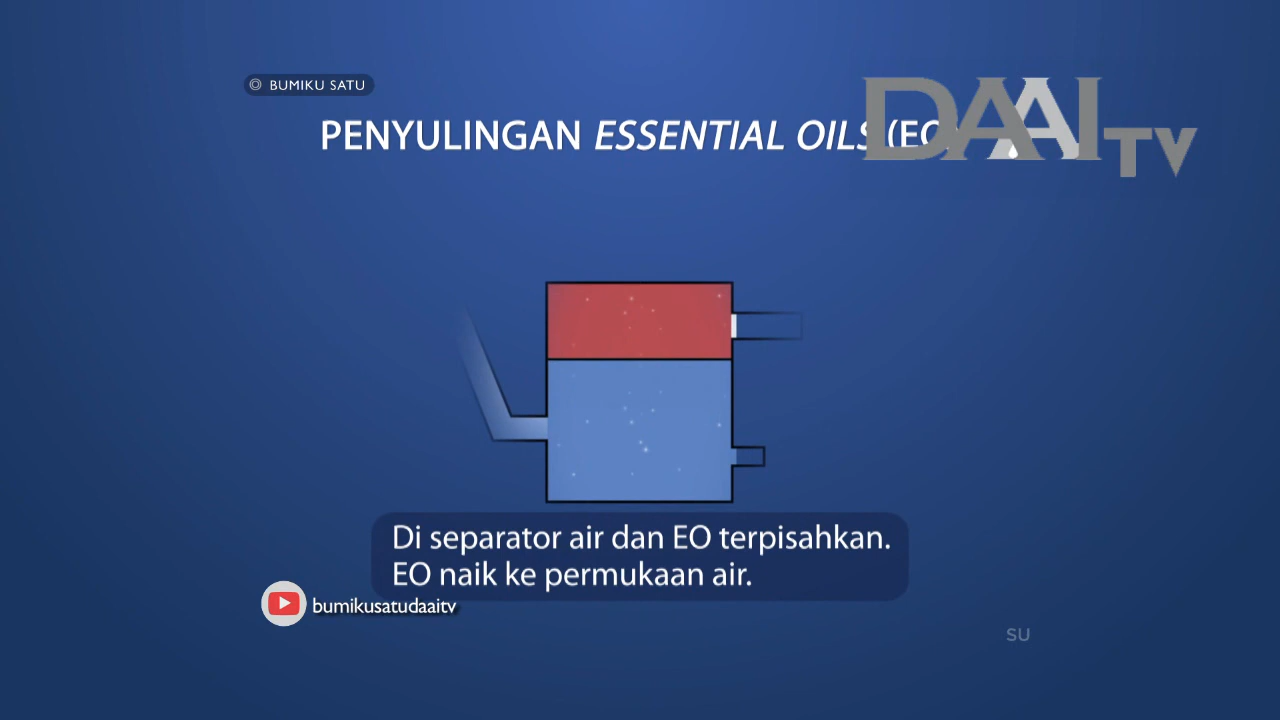 BUMIKU SATU
DAAI TV
PENYULINGAN ESSENTIAL OILS (EO
Di separator air dan EO terpisahkan.
EO naik ke permukaan air.
bumikusatudaaitv
SU